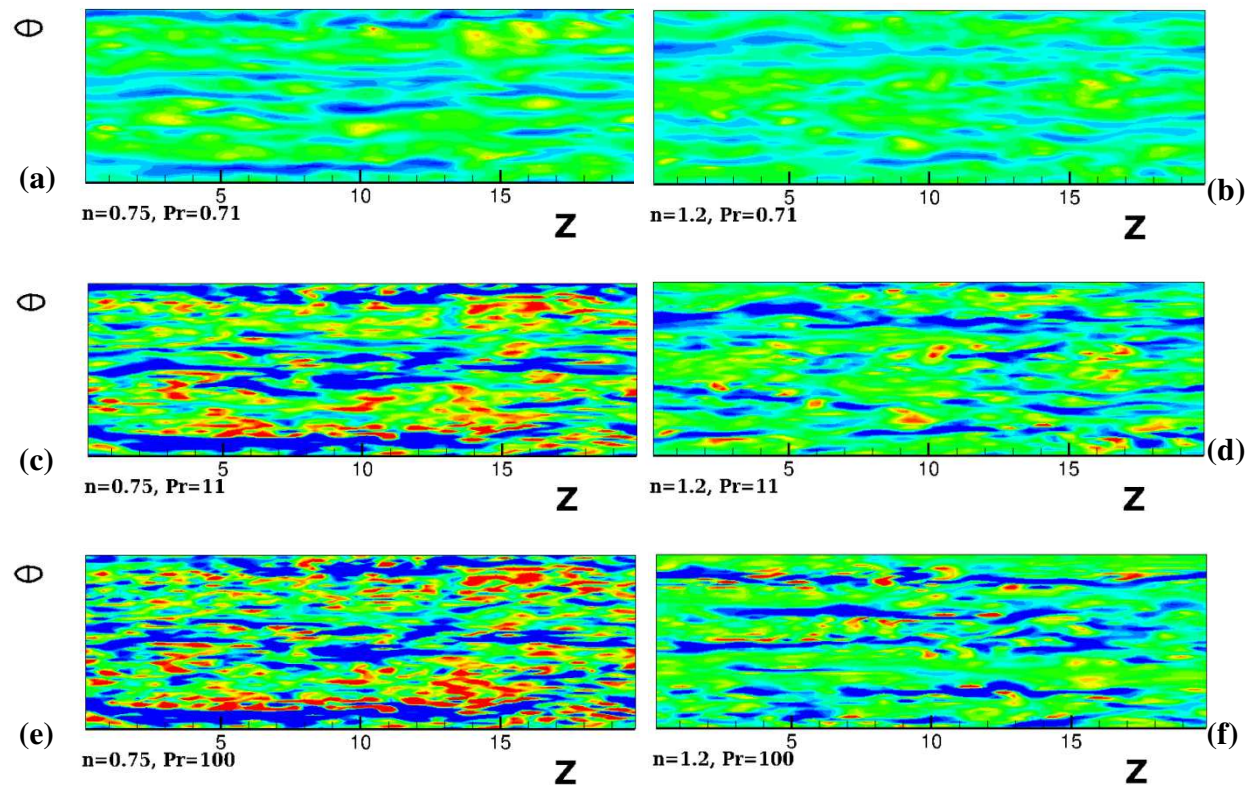 Φ
(a)
5 10 15
n=0.75, Pr=0.71
Z
5 10 15
n=1.2, Pr=0.71
Z
(b)
Φ
(c)
5 10 15
n=0.75, Pr=11
Z
5 10 15
n=1.2, Pr=11
Z
(d)
Φ
(e)
5 10 15
n=0.75, Pr=100
Z
5 10 15
n=1.2, Pr=100
Z
(f)